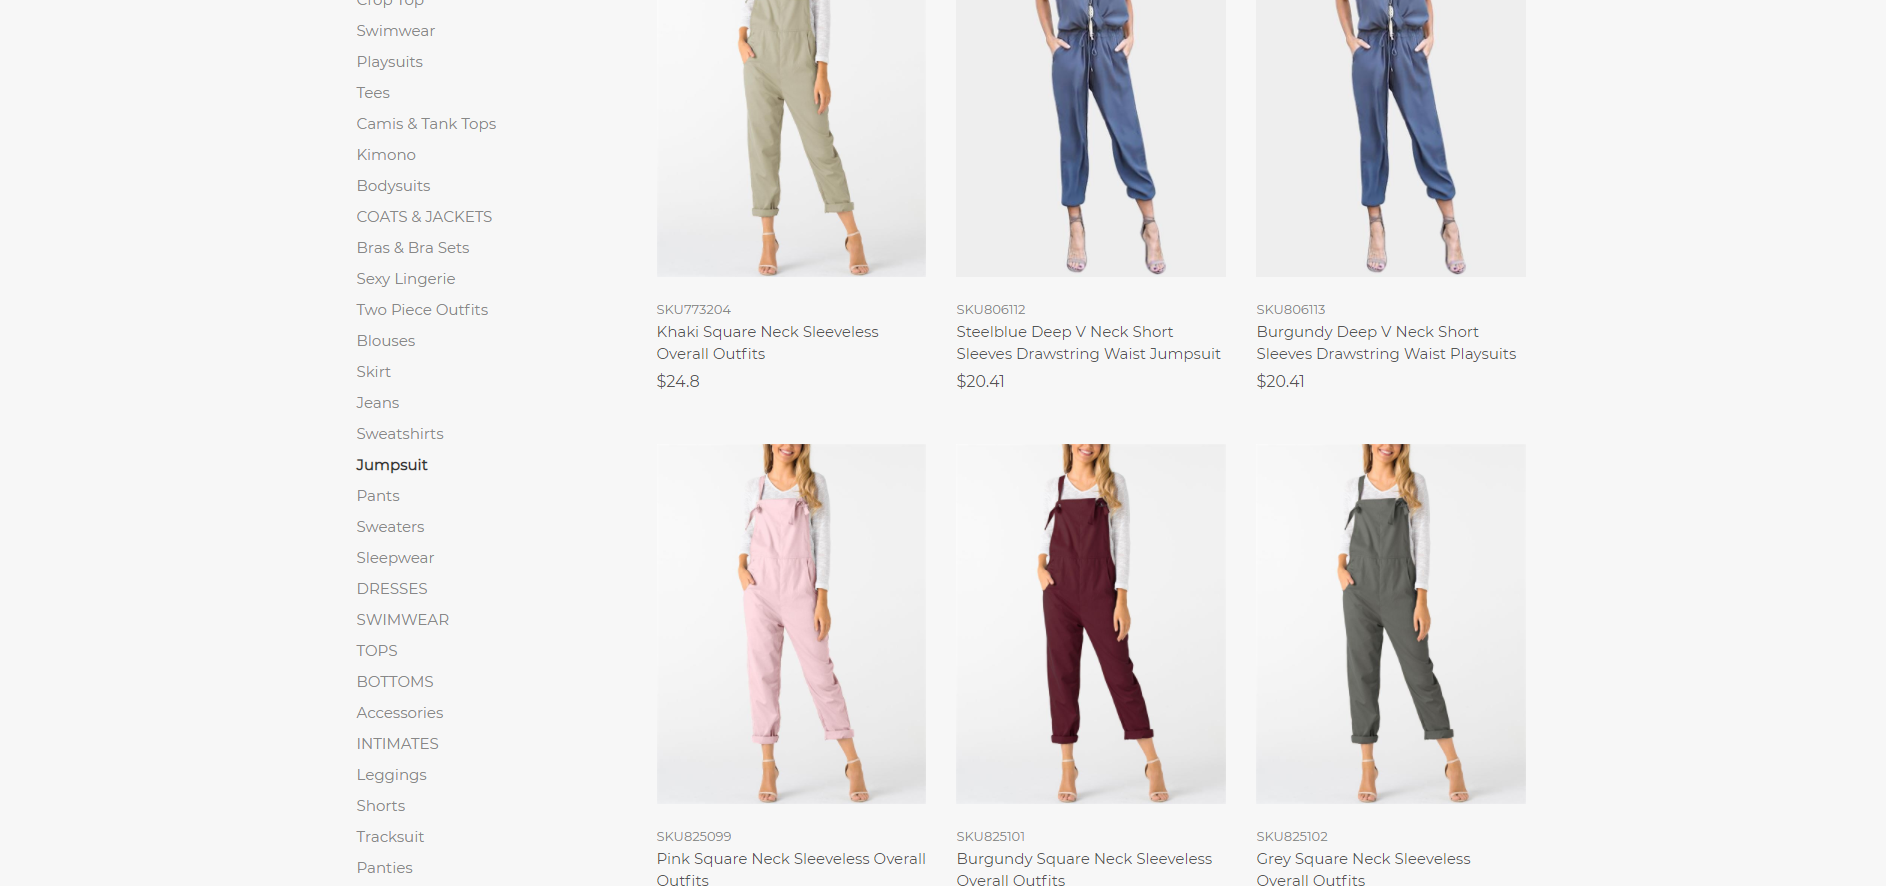 Crop Top
Swimwear
Playsuits
Tees
Camis & Tank Tops
Kimono
Bodysuits
COATS & JACKETS
Bras & Bra Sets
Sexy Lingerie
Two Piece Outfits
Blouses
Skirt
Jeans
Sweatshirts
Jumpsuit
Pants
Sweaters
Sleepwear
DRESSES
SWIMWEAR
TOPS
BOTTOMS
Accessories
INTIMATES
Leggings
Shorts
Tracksuit
Panties
SKU773204
Khaki Square Neck Sleeveless
Overall Outfits
$24.8
SKU806112
Steelblue Deep V Neck Short
Sleeves Drawstring Waist Jumpsuit
$20.41
SKU806113
Burgundy Deep V Neck Short
Sleeves Drawstring Waist Playsuits
$20.41
SKU825099
Pink Square Neck Sleeveless Overall
Outfits
SKU825101
Burgundy Square Neck Sleeveless
Overall Outfits
SKU825102
Grey Square Neck Sleeveless
Overall Outfits